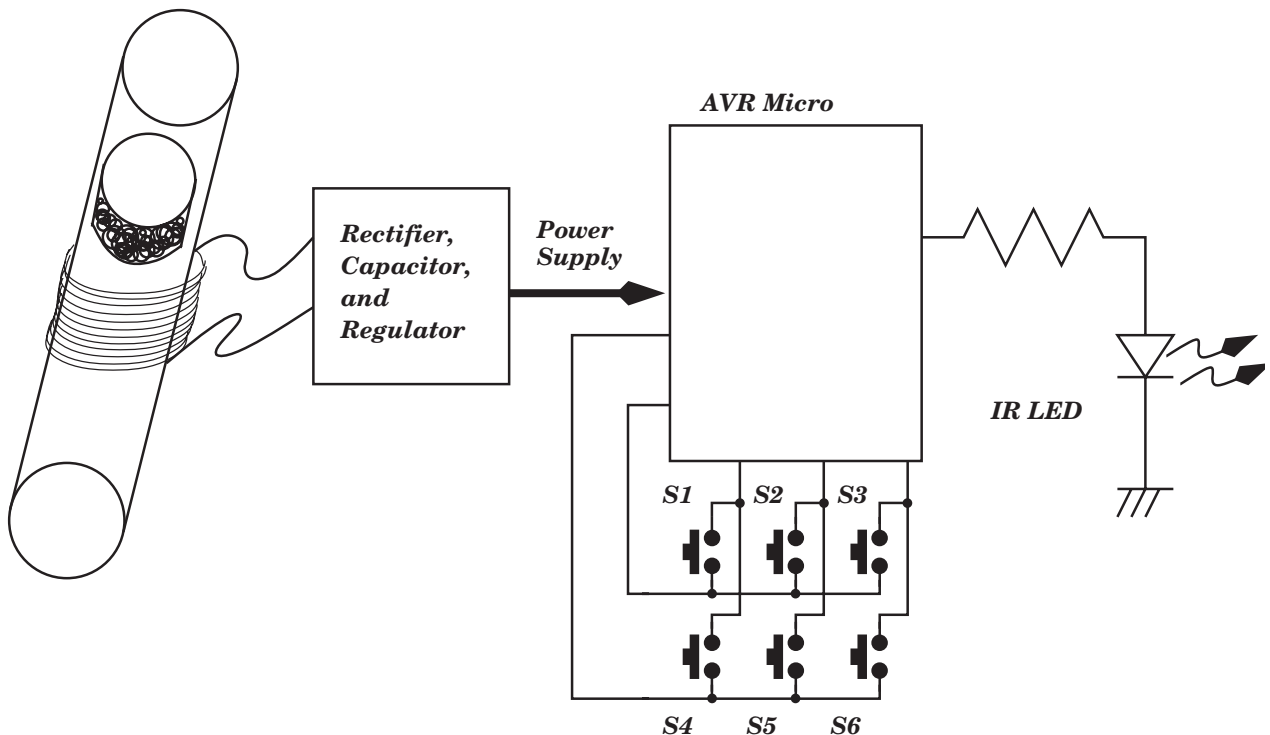 AVR Micro
Rectifier,
Capacitor,
and
Regulator
Power
Supply
IR LED
S1 S2 S3
S4 S5 S6